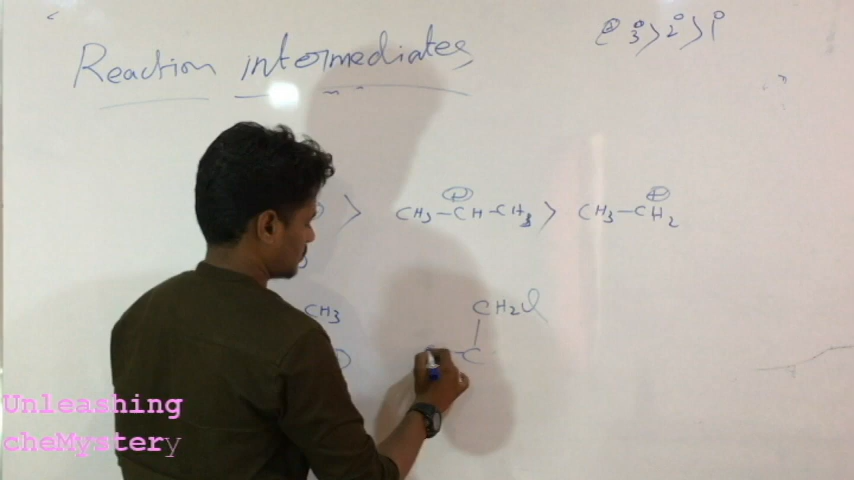 ⊕ 3° > 2° > 1°
Reaction intermediates
> CH3-CH-CH3 > CH3-CH2
⊕ ⊕
CH3 CH2Cl
C
Unleashing
cheMystery